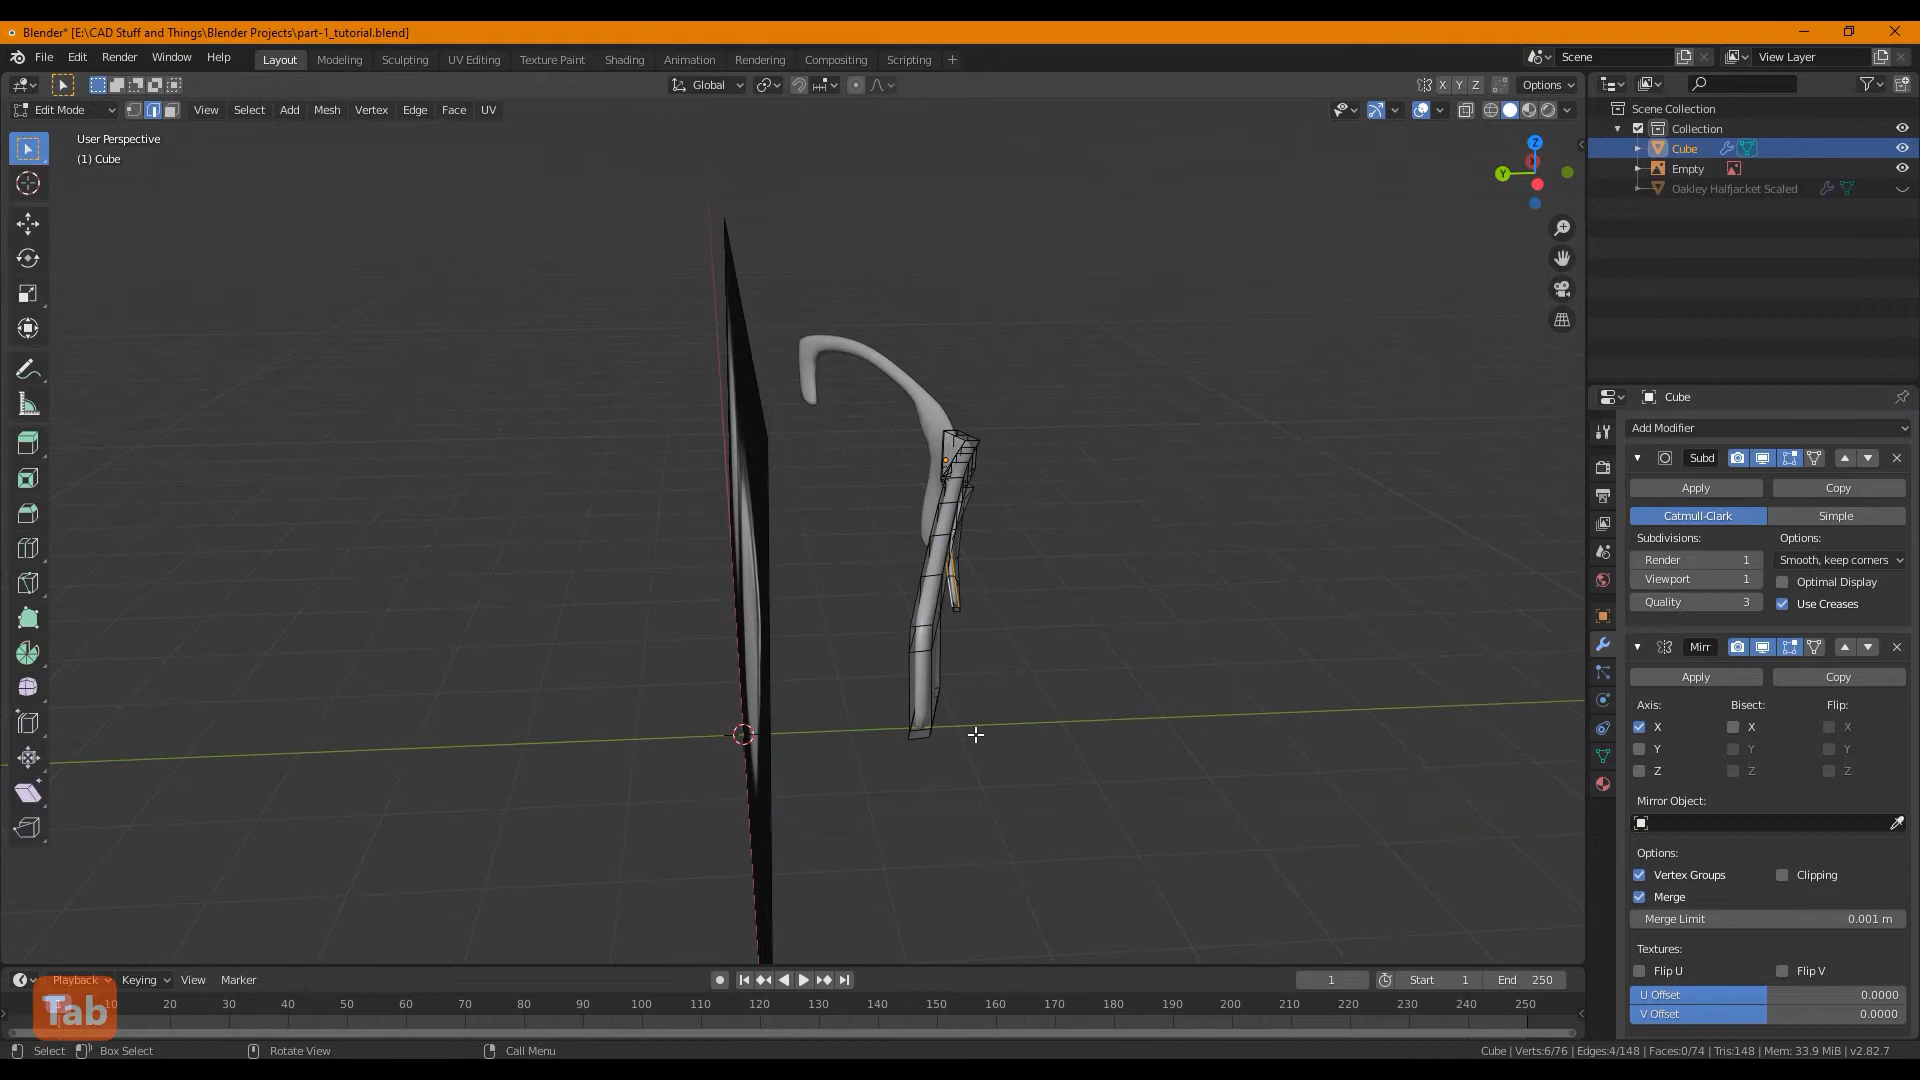 Blender* [E:\CAD Stuff and Things\Blender Projects\part-1_tutorial.blend]
File Edit Render Window Help Layout Modeling Sculpting UV Editing Texture Paint Shading Animation Rendering Compositing Scripting + Scene View Layer
Global X Y Z Options
Edit Mode View Select Add Mesh Vertex Edge Face UV
User Perspective
(1) Cube
Z
Y
X
Scene Collection
Collection
Cube
Empty
Oakley Halfjacket Scaled
Cube
Add Modifier
Subd
Apply Copy
Catmull-Clark Simple
Subdivisions: Options:
Render 1 Smooth, keep corners
Viewport 1 Optimal Display
Quality 3 Use Creases
Mirr
Apply Copy
Axis: Bisect: Flip:
X X X
Y Y Y
Z Z Z
Mirror Object:
Options:
Vertex Groups Clipping
Merge
Merge Limit 0.001 m
Textures:
Flip U Flip V
U Offset 0.0000
V Offset 0.0000
Playback Keying View Marker 1 Start 1 End 250
10 20 30 40 50 60 70 80 90 100 110 120 130 140 150 160 170 180 190 200 210 220 230 240 250
Tab
Select Box Select Rotate View Call Menu Cube | Verts:6/76 | Edges:4/148 | Faces:0/74 | Tris:148 | Mem: 33.9 MiB | v2.82.7